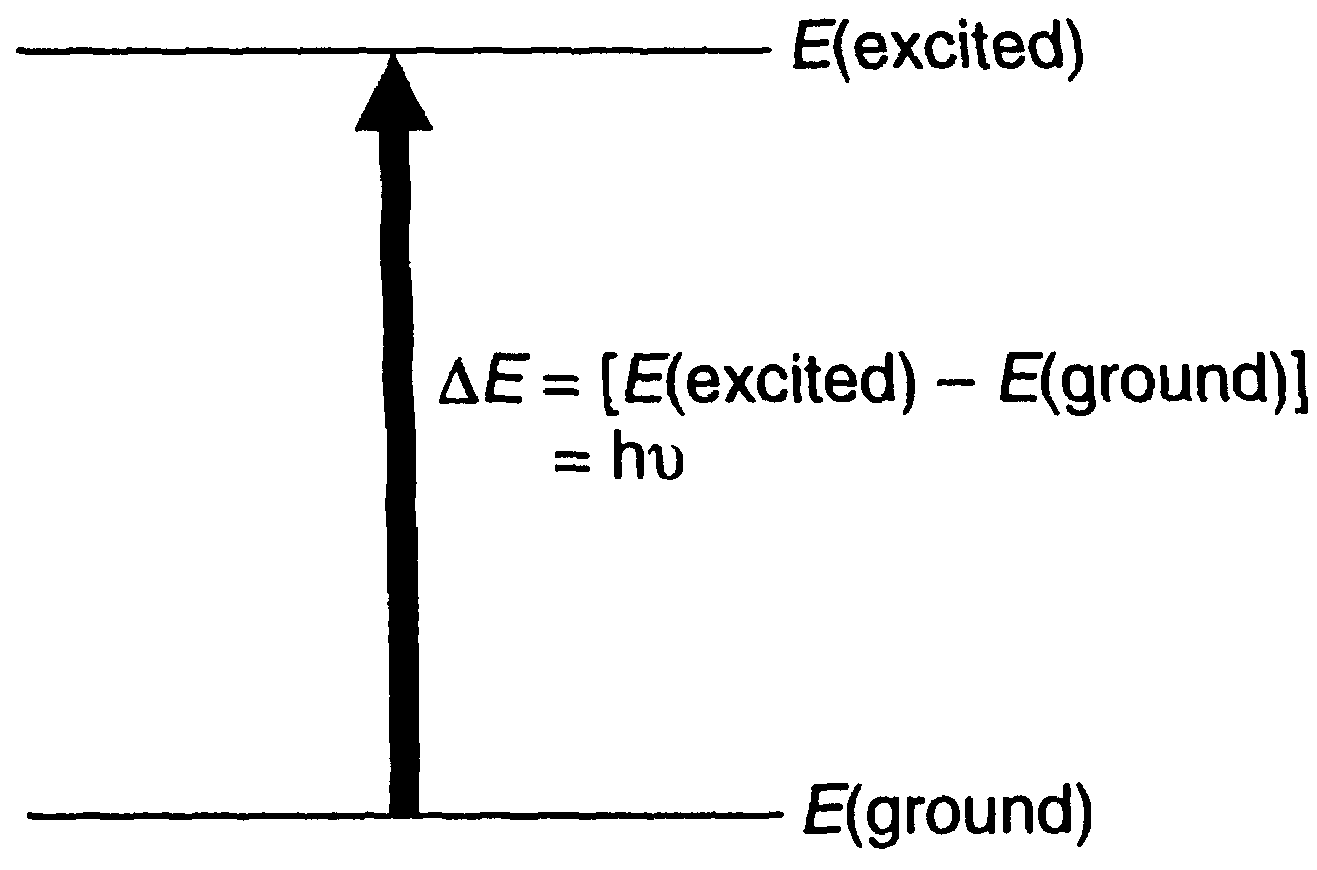 E(excited)
ΔE = [E(excited) – E(ground)]
= hυ
E(ground)